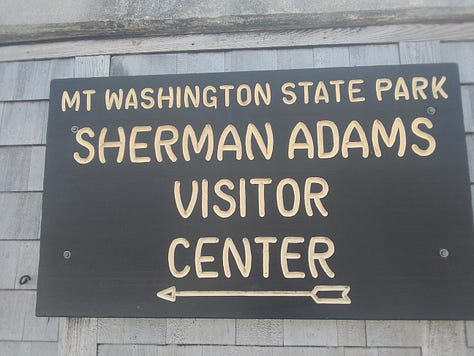 MT WASHINGTON STATE PARK
SHERMAN ADAMS
VISITOR
CENTER